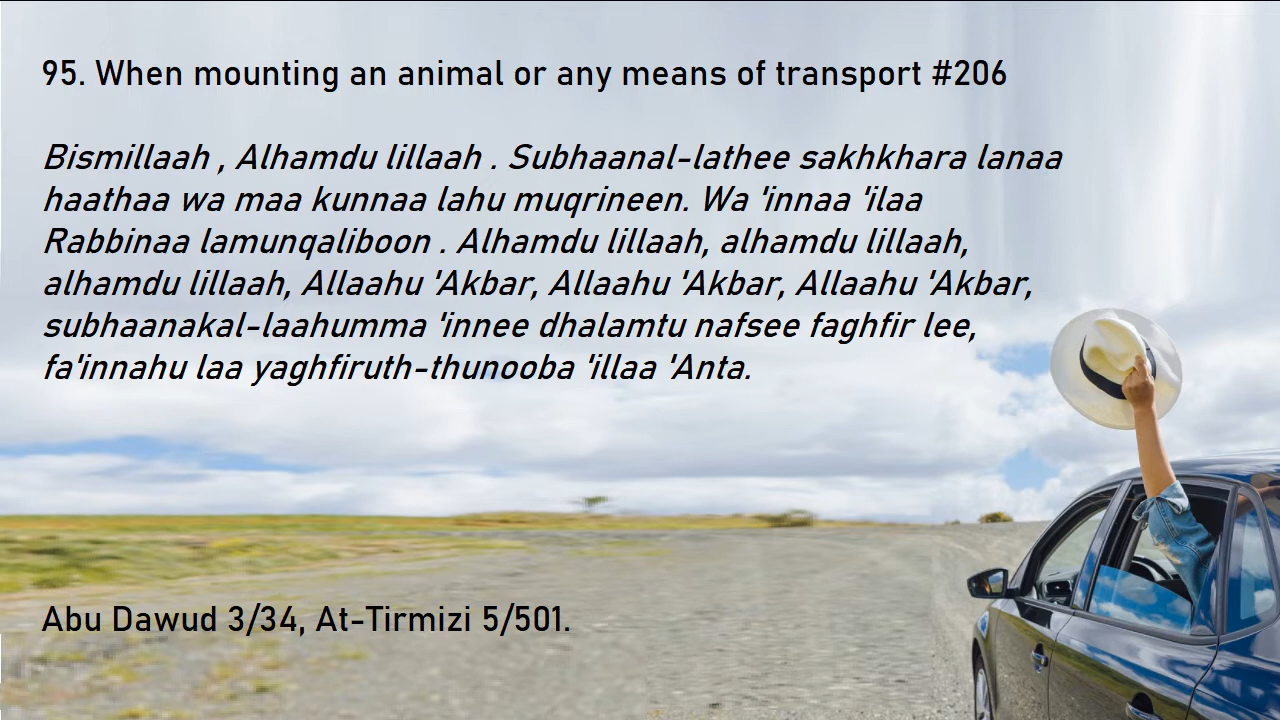 95. When mounting an animal or any means of transport #206
Bismillaah , Alhamdu lillaah . Subhaanal-lathee sakhkhara lanaa
haathaa wa maa kunnaa lahu muqrineen. Wa 'innaa 'ilaa
Rabbinaa lamunqaliboon . Alhamdu lillaah, alhamdu lillaah,
alhamdu lillaah, Allaahu 'Akbar, Allaahu 'Akbar, Allaahu 'Akbar,
subhaanakal-laahumma 'innee dhalamtu nafsee faghfir lee,
fa'innahu laa yaghfiruth-thunooba 'illaa 'Anta.
Abu Dawud 3/34, At-Tirmizi 5/501.